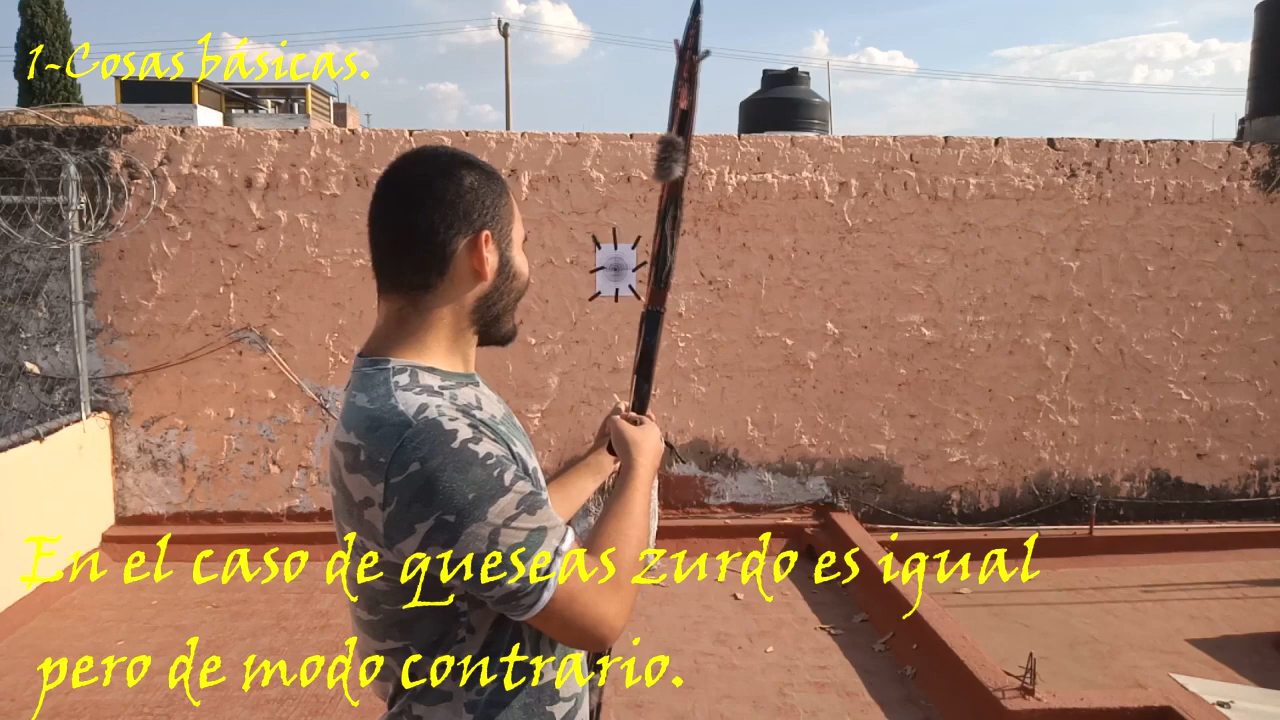 1-Cosas básicas.
En el caso de queseas zurdo es igual
pero de modo contrario.